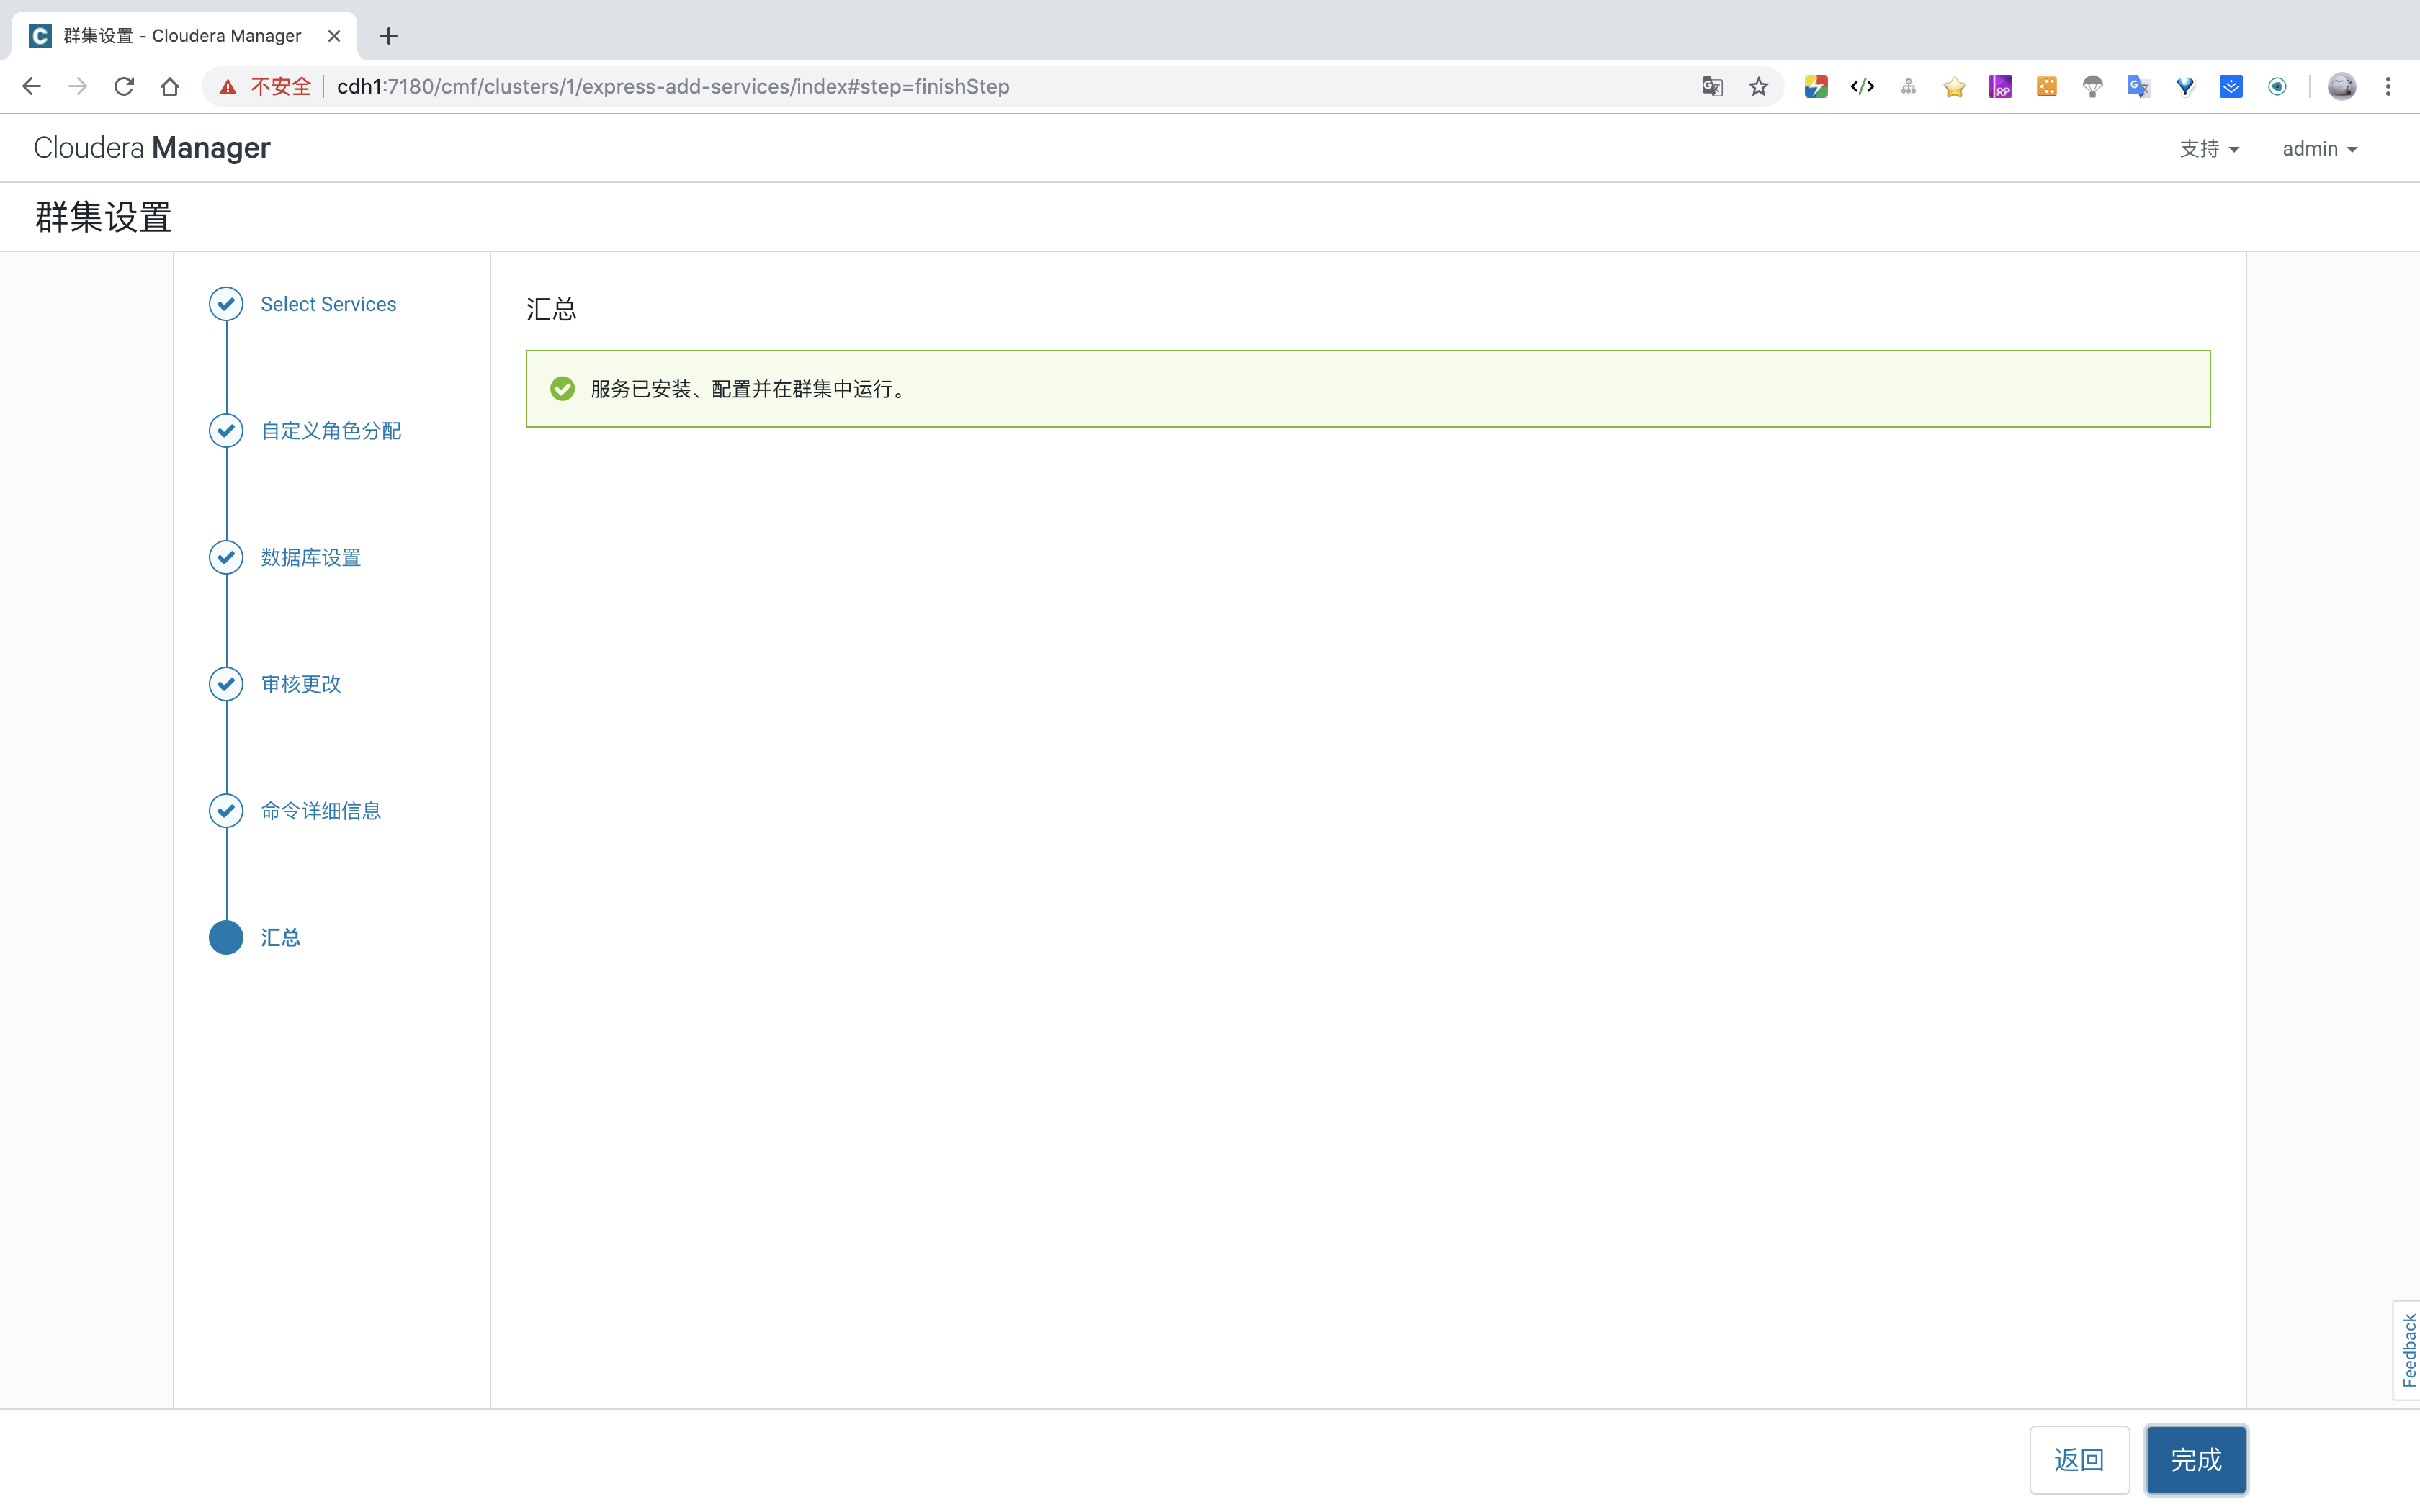 群集设置 - Cloudera Manager
不安全 | cdh1:7180/cmf/clusters/1/express-add-services/index#step=finishStep
Cloudera Manager
支持
admin
群集设置
Select Services
自定义角色分配
数据库设置
审核更改
命令详细信息
汇总
汇总
服务已安装、配置并在群集中运行。
Feedback
返回
完成